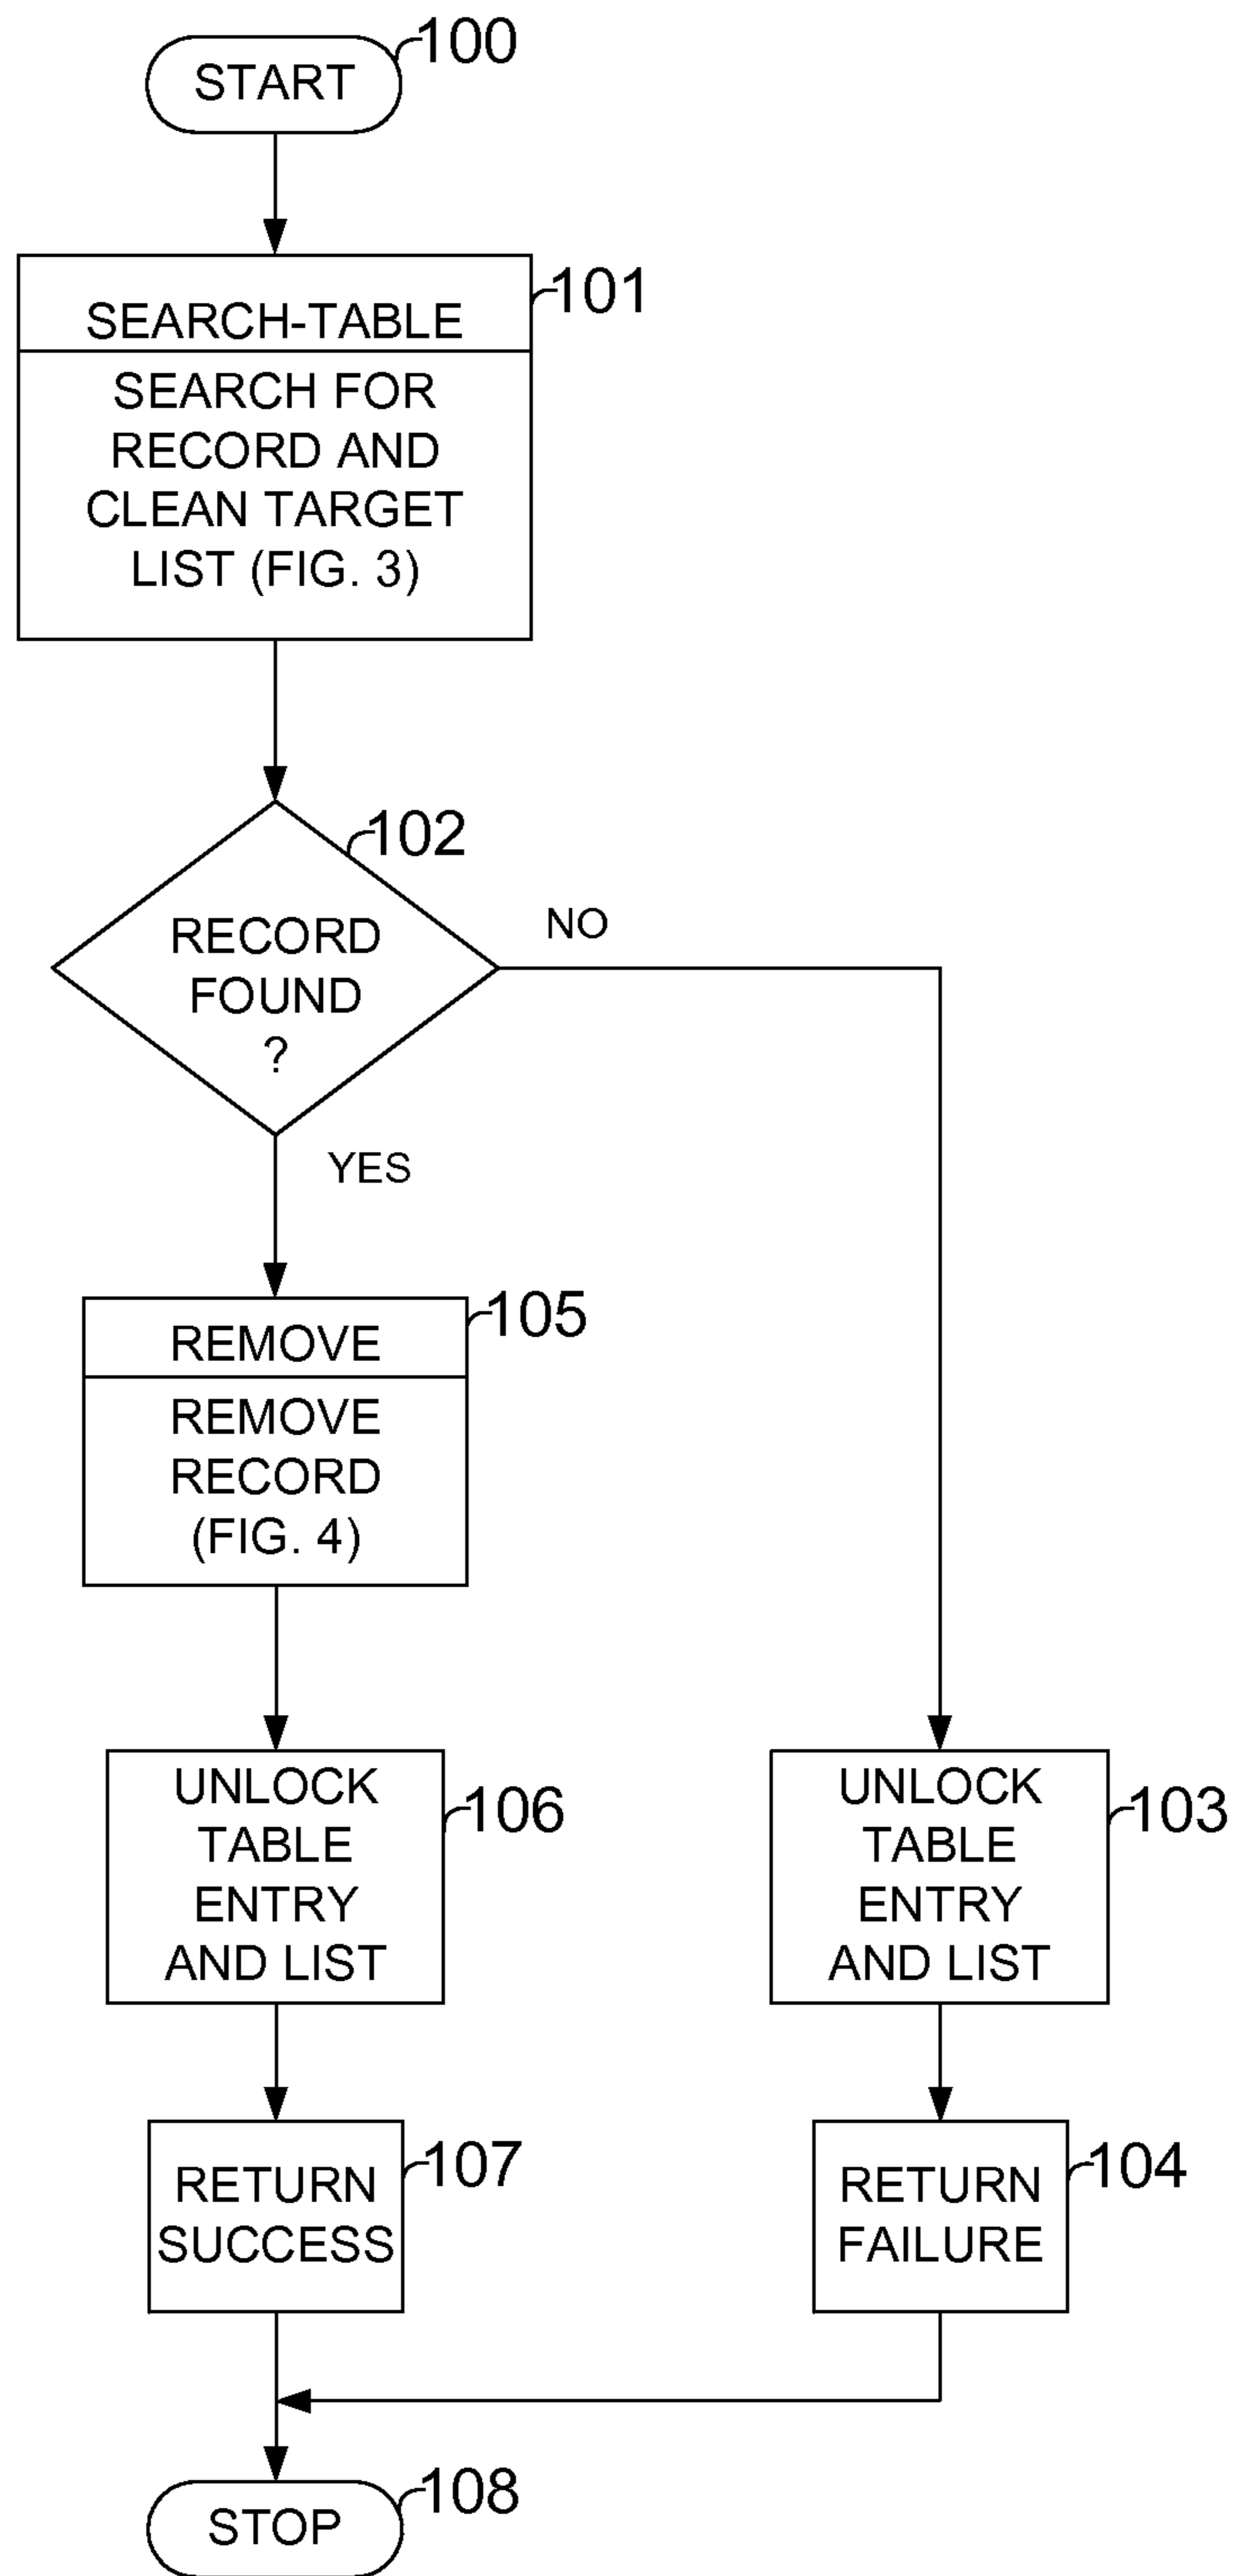 100
START
101
SEARCH-TABLE
SEARCH FOR
RECORD AND
CLEAN TARGET
LIST (FIG. 3)
102
RECORD
FOUND
?
NO
YES
105
REMOVE
REMOVE
RECORD
(FIG. 4)
106
UNLOCK
TABLE
ENTRY
AND LIST
103
UNLOCK
TABLE
ENTRY
AND LIST
107
RETURN
SUCCESS
104
RETURN
FAILURE
108
STOP